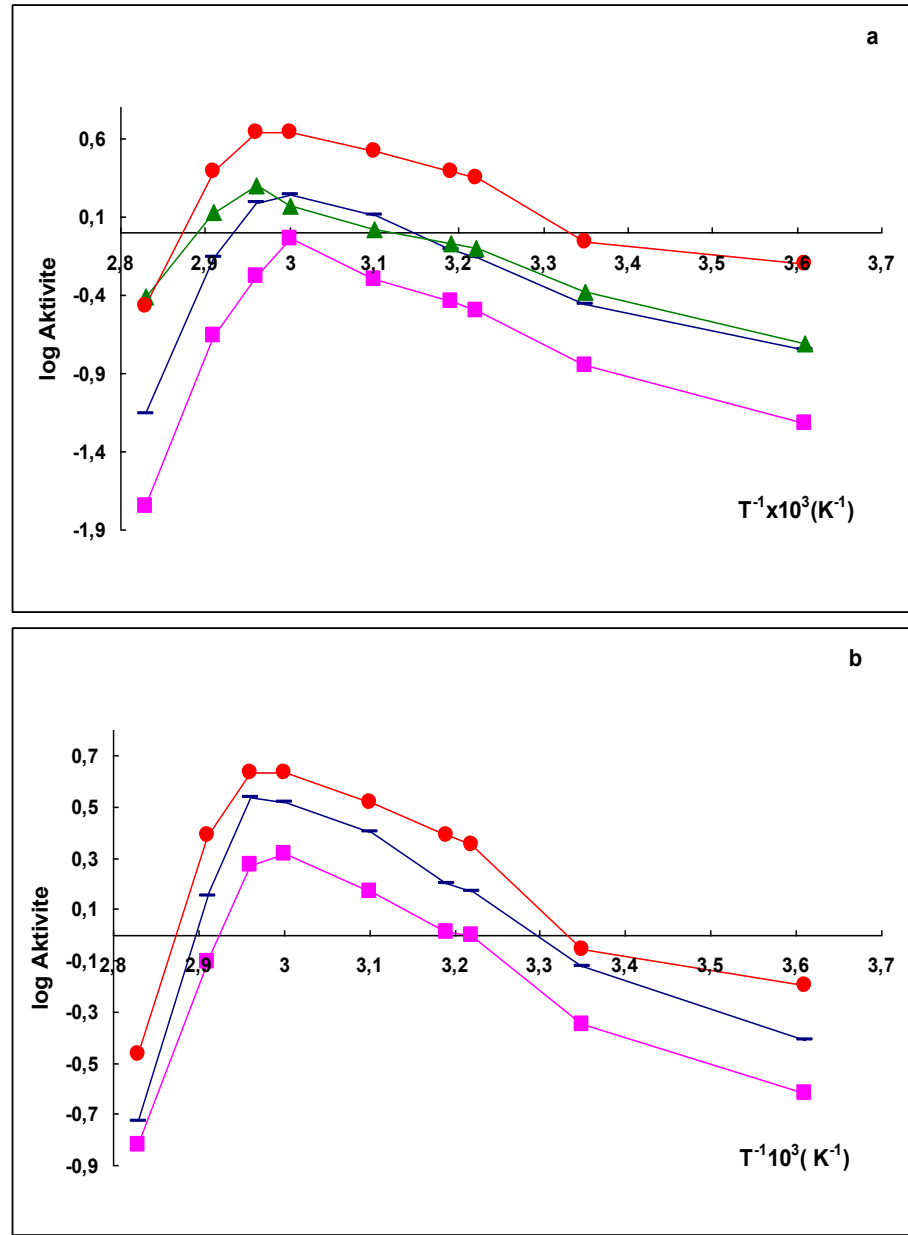 a
0,6
0,1
2,8 2,9 3 3,1 3,2 3,3 3,4 3,5 3,6 3,7
-0,4
-0,9
-1,4
-1,9
log Aktivite
T⁻¹x10³(K⁻¹)
b
0,7
0,5
0,3
0,1
-0,1
2,8 2,9 3 3,1 3,2 3,3 3,4 3,5 3,6 3,7
-0,3
-0,5
-0,7
-0,9
log Aktivite
T⁻¹10³( K⁻¹)